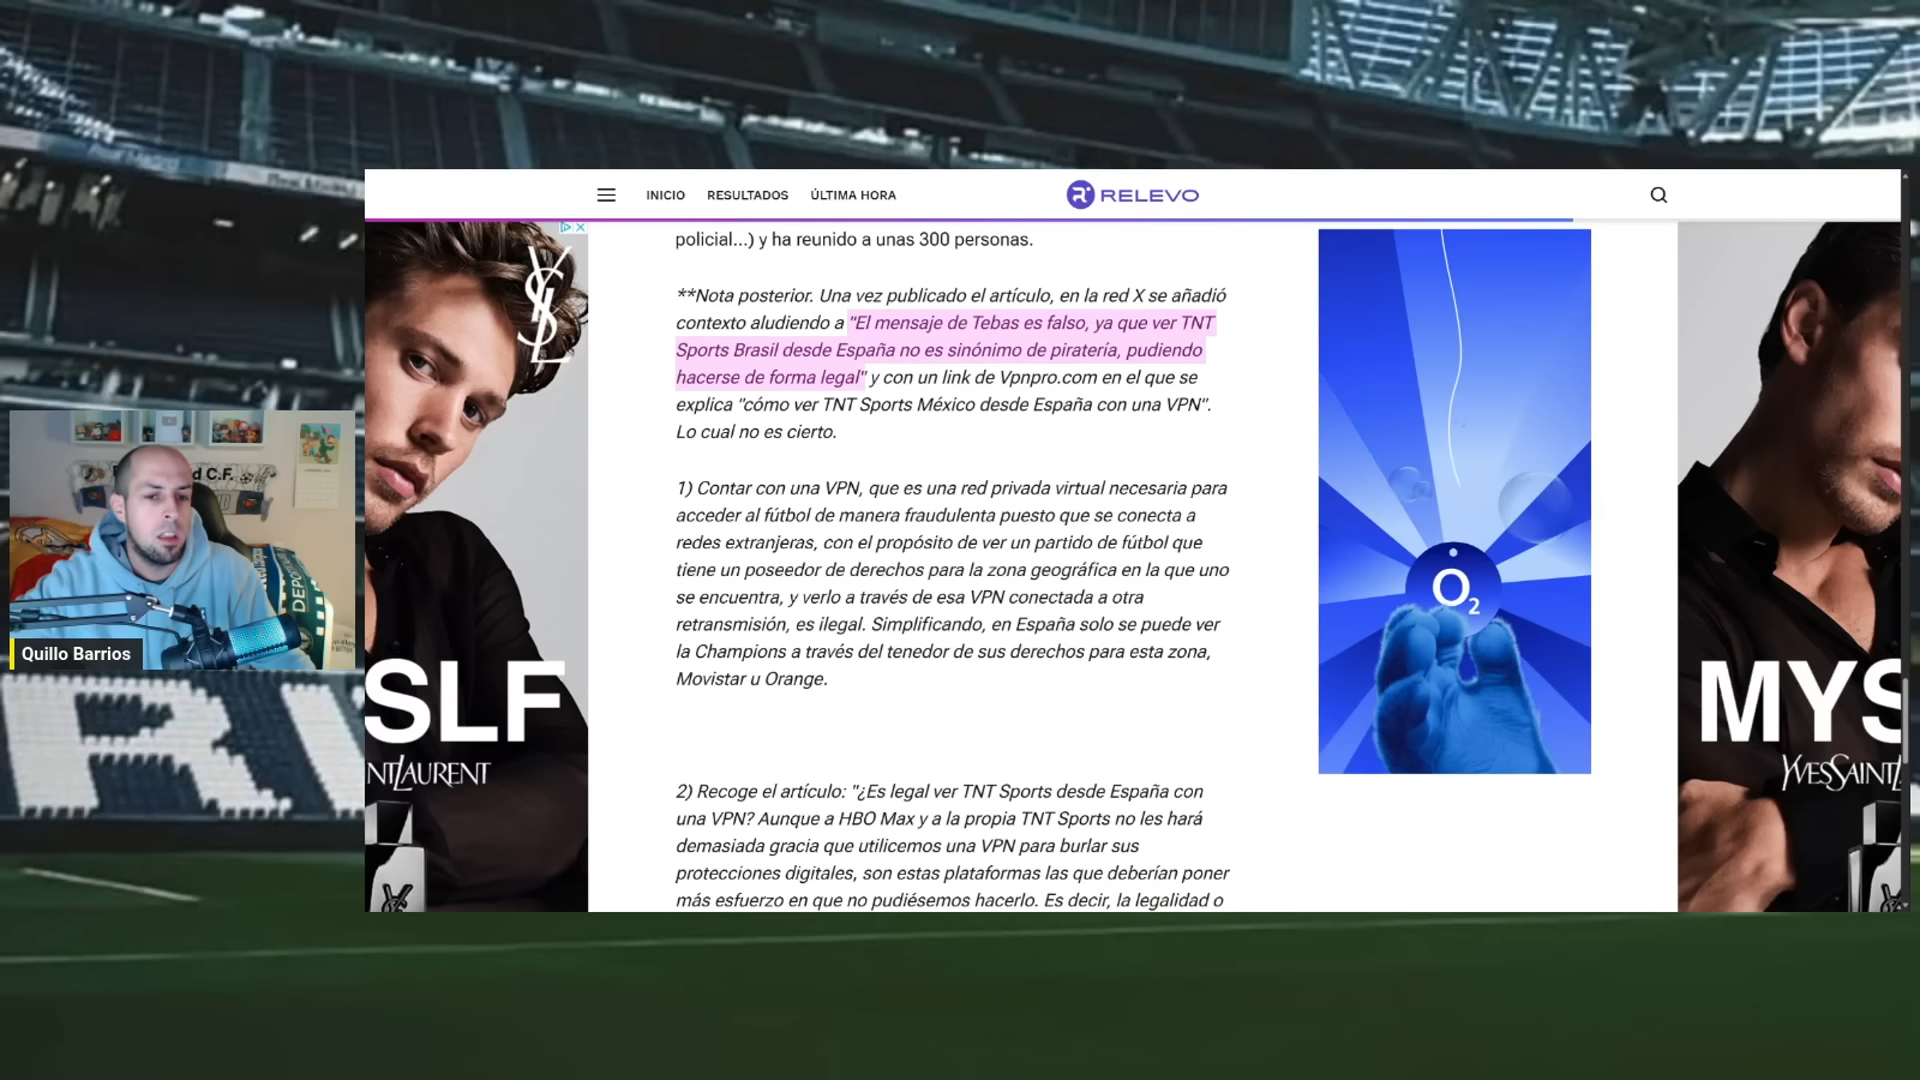 INICIO RESULTADOS ÚLTIMA HORA
RELEVO
policial...) y ha reunido a unas 300 personas.
**Nota posterior. Una vez publicado el artículo, en la red X se añadió
contexto aludiendo a "El mensaje de Tebas es falso, ya que ver TNT
Sports Brasil desde España no es sinónimo de piratería, pudiendo
hacerse de forma legal" y con un link de Vpnpro.com en el que se
explica "cómo ver TNT Sports México desde España con una VPN".
Lo cual no es cierto.
1) Contar con una VPN, que es una red privada virtual necesaria para
acceder al fútbol de manera fraudulenta puesto que se conecta a
redes extranjeras, con el propósito de ver un partido de fútbol que
tiene un poseedor de derechos para la zona geográfica en la que uno
se encuentra, y verlo a través de esa VPN conectada a otra
retransmisión, es ilegal. Simplificando, en España solo se puede ver
la Champions a través del tenedor de sus derechos para esta zona,
Movistar u Orange.
2) Recoge el artículo: "¿Es legal ver TNT Sports desde España con
una VPN? Aunque a HBO Max y a la propia TNT Sports no les hará
demasiada gracia que utilicemos una VPN para burlar sus
protecciones digitales, son estas plataformas las que deberían poner
más esfuerzo en que no pudiésemos hacerlo. Es decir, la legalidad o
YSL
SLF
NTLAURENT
O2
MYS
YVESSAINTL
d C.F.
DEPOR
Quillo Barrios
RI